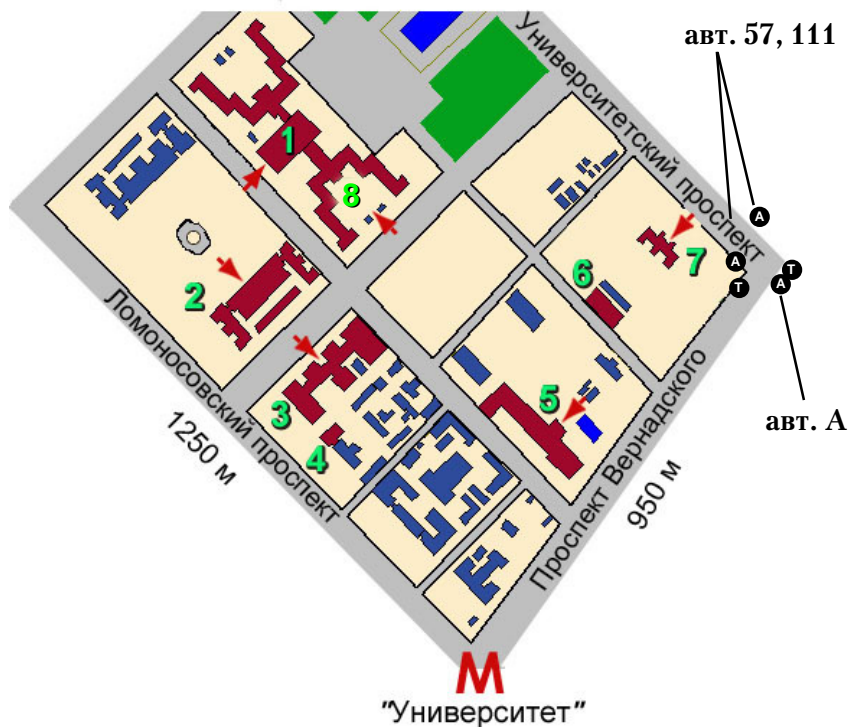 авт. 57, 111
Университетский проспект
А
1
8
7
А
Т
А
Т
6
2
Ломоносовский проспект
1250 м
3
4
5
авт. А
Проспект Вернадского
950 м
М
"Университет"